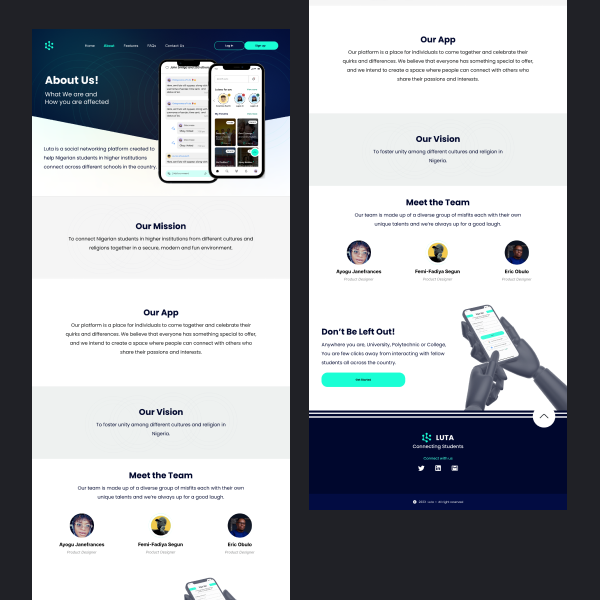 Home
About
Features
FAQs
Contact Us
Log In
Sign Up
About Us!
What We are and
How you are affected
Luta is a social networking platform created to
help Nigerian students in higher institutions
connect across different schools in the country.
Our Mission
To connect Nigerian students in higher institutions from different cultures and
religions together in a secure, modern and fun environment.
Our App
Our platform is a place for individuals to come together and celebrate their
quirks and differences. We believe that everyone has something special to offer,
and we intend to create a space where people can connect with others who
share their passions and interests.
Our Vision
To foster unity among different cultures and religion in
Nigeria.
Meet the Team
Our team is made up of a diverse group of misfits each with their own
unique talents and we're always up for a good laugh.
Ayogu Janefrances
Product Designer
Femi-Fadiya Segun
Product Designer
Eric Obulo
Product Designer
Our App
Our platform is a place for individuals to come together and celebrate their
quirks and differences. We believe that everyone has something special to offer,
and we intend to create a space where people can connect with others who
share their passions and interests.
Our Vision
To foster unity among different cultures and religion in
Nigeria.
Meet the Team
Our team is made up of a diverse group of misfits each with their own
unique talents and we're always up for a good laugh.
Ayogu Janefrances
Product Designer
Femi-Fadiya Segun
Product Designer
Eric Obulo
Product Designer
Don't Be Left Out!
Anywhere you are, University, Polytechnic or College,
You are few clicks away from interacting with fellow
students all across the country.
Get Started
LUTA
Connecting Students
Connect with us
Luta - All right reserved